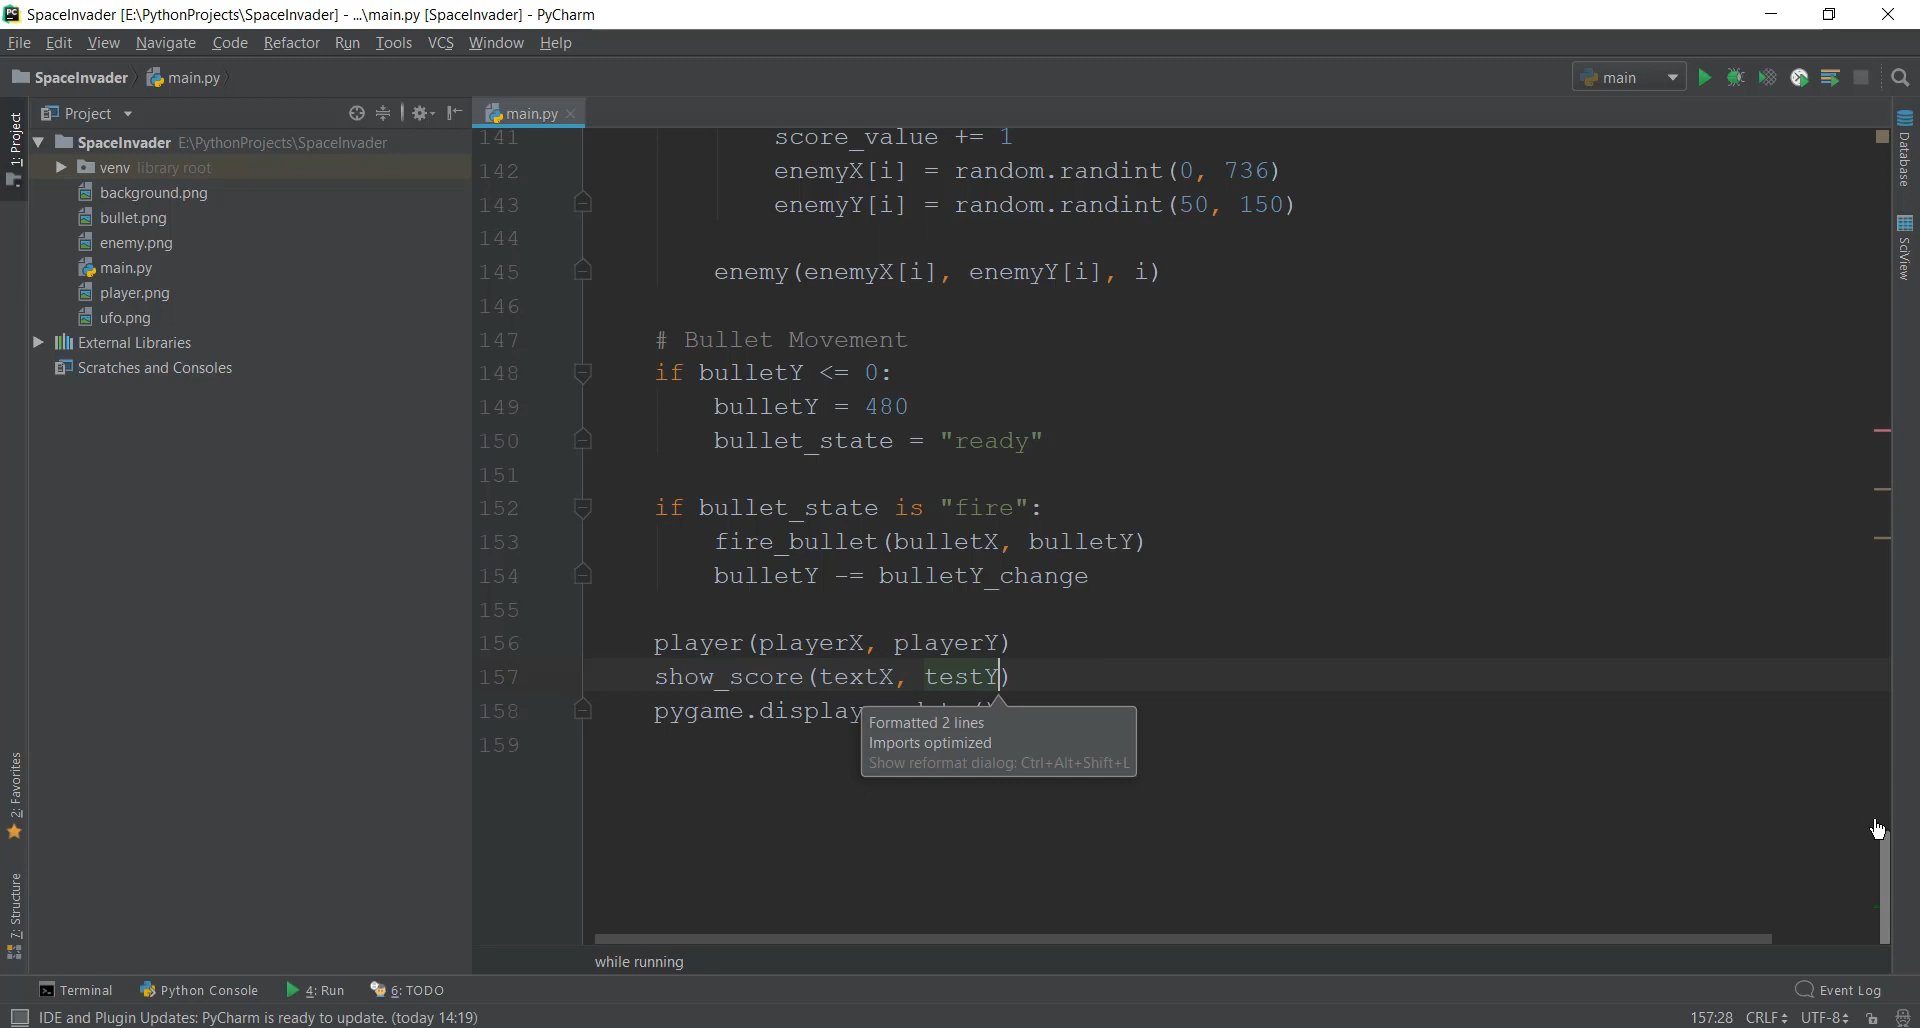 SpaceInvader [E:\PythonProjects\SpaceInvader] - ...\main.py [SpaceInvader] - PyCharm
File Edit View Navigate Code Refactor Run Tools VCS Window Help
SpaceInvader main.py main
1: Project
Project
SpaceInvader E:\PythonProjects\SpaceInvader
venv library root
background.png
bullet.png
enemy.png
main.py
player.png
ufo.png
External Libraries
Scratches and Consoles
2: Favorites
7: Structure
main.py
141 score_value += 1
142 enemyX[i] = random.randint(0, 736)
143 enemyY[i] = random.randint(50, 150)
144
145 enemy(enemyX[i], enemyY[i], i)
146
147 # Bullet Movement
148 if bulletY <= 0:
149 bulletY = 480
150 bullet_state = "ready"
151
152 if bullet_state is "fire":
153 fire_bullet(bulletX, bulletY)
154 bulletY -= bulletY_change
155
156 player(playerX, playerY)
157 show_score(textX, testY)
158 pygame.display
159
Formatted 2 lines
Imports optimized
Show reformat dialog: Ctrl+Alt+Shift+L
while running
Database
SciView
Terminal Python Console 4: Run 6: TODO Event Log
IDE and Plugin Updates: PyCharm is ready to update. (today 14:19) 157:28 CRLF UTF-8